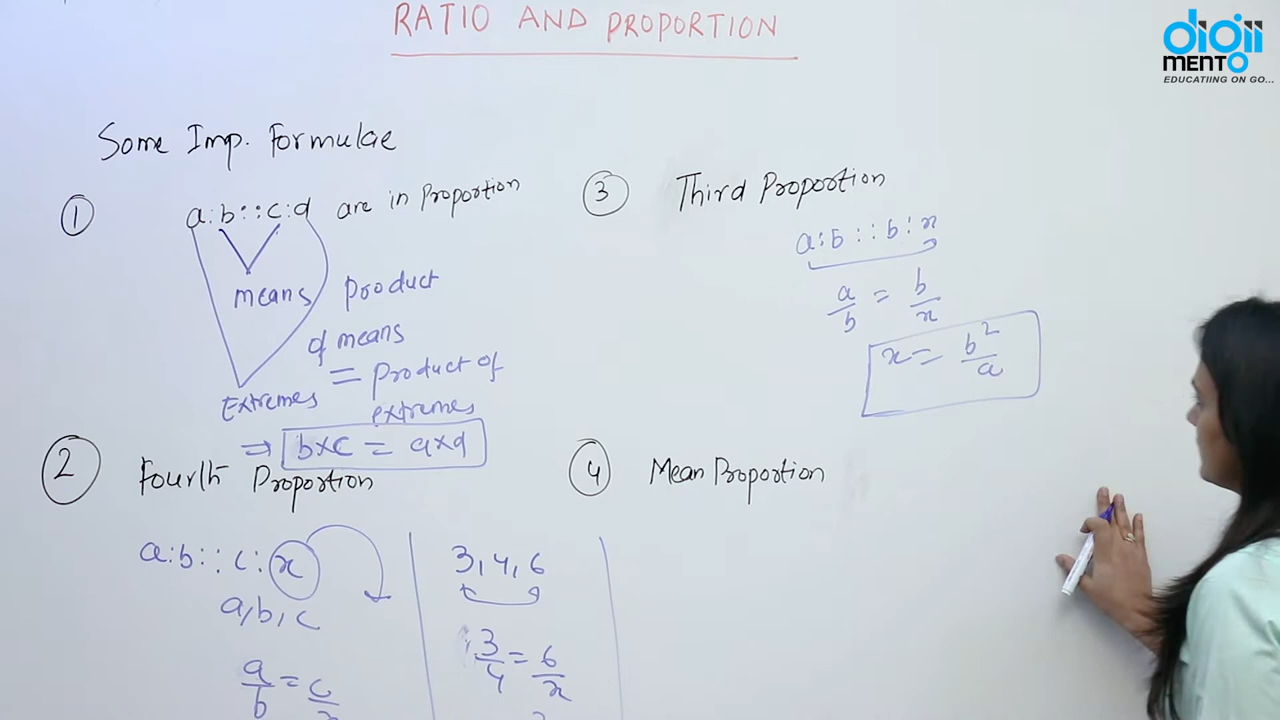 RATIO AND PROPORTION
digii
MENTO
EDUCATIING ON GO...
Some Imp. Formulae
① a:b::c:d are in Proportion
means
product
of means
= product of
extremes
Extremes
⇒ b×c = a×d
② Fourth Proportion
a:b::c:x
a,b,c
a/b = c/x
3,4,6
3/4 = 6/x
③ Third Proportion
a:b::b:x
a/b = b/x
x = b²/a
④ Mean Proportion